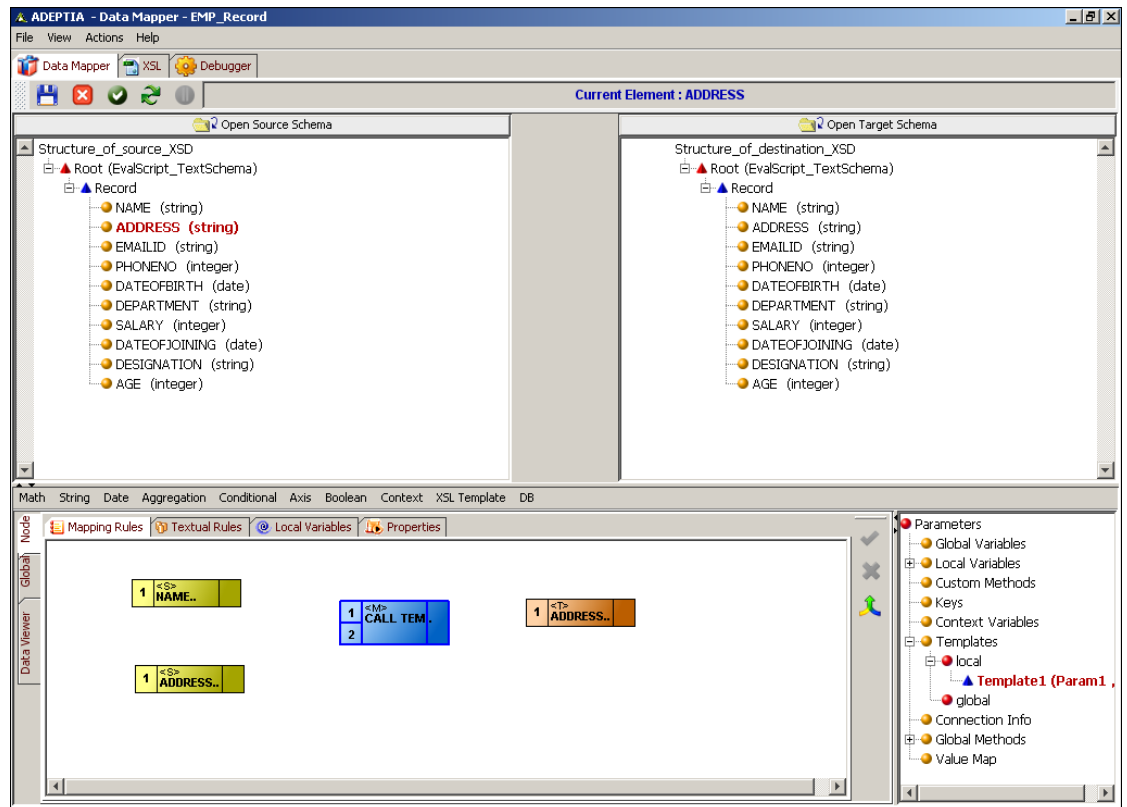 ADEPTIA - Data Mapper - EMP_Record
File View Actions Help
Data Mapper XSL Debugger
Current Element : ADDRESS
Open Source Schema
Structure_of_source_XSD
Root (EvalScript_TextSchema)
Record
NAME (string)
ADDRESS (string)
EMAILID (string)
PHONENO (integer)
DATEOFBIRTH (date)
DEPARTMENT (string)
SALARY (integer)
DATEOFJOINING (date)
DESIGNATION (string)
AGE (integer)
Open Target Schema
Structure_of_destination_XSD
Root (EvalScript_TextSchema)
Record
NAME (string)
ADDRESS (string)
EMAILID (string)
PHONENO (integer)
DATEOFBIRTH (date)
DEPARTMENT (string)
SALARY (integer)
DATEOFJOINING (date)
DESIGNATION (string)
AGE (integer)
Math String Date Aggregation Conditional Axis Boolean Context XSL Template DB
Node
Global
Data Viewer
Mapping Rules Textual Rules Local Variables Properties
1 <S>
NAME..
1 <M>
2 CALL TEM.
1 <T>
ADDRESS..
1 <S>
ADDRESS..
Parameters
Global Variables
Local Variables
Custom Methods
Keys
Context Variables
Templates
local
Template1 (Param1 ,
global
Connection Info
Global Methods
Value Map